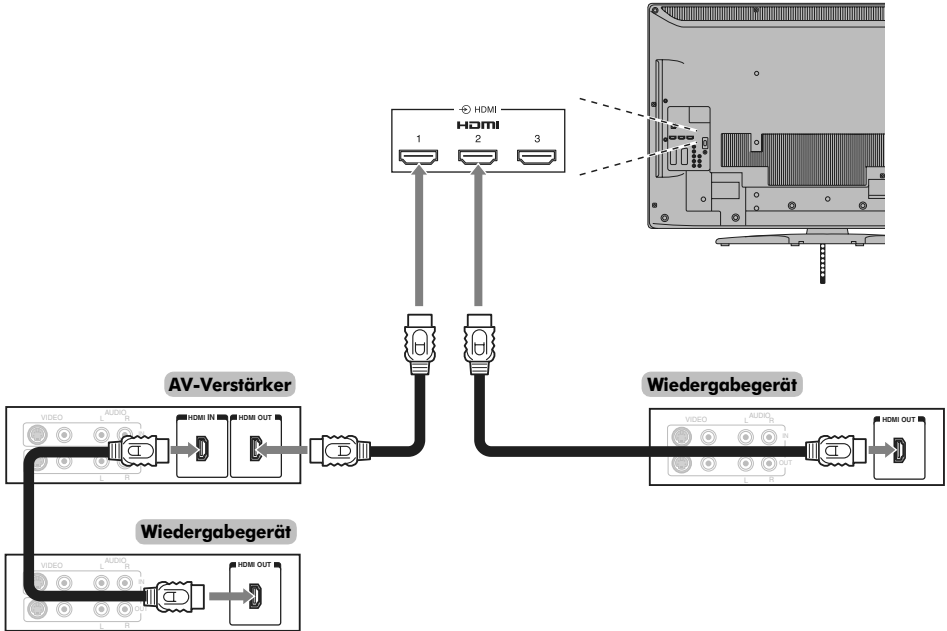 HDMI
HDMI
1 2 3
AV-Verstärker
Wiedergabegerät
VIDEO
AUDIO
L R
HDMI IN
HDMI OUT
L R
VIDEO
AUDIO
L R
IN
OUT
L R
HDMI OUT
Wiedergabegerät
VIDEO
AUDIO
L R
IN
OUT
L R
HDMI OUT